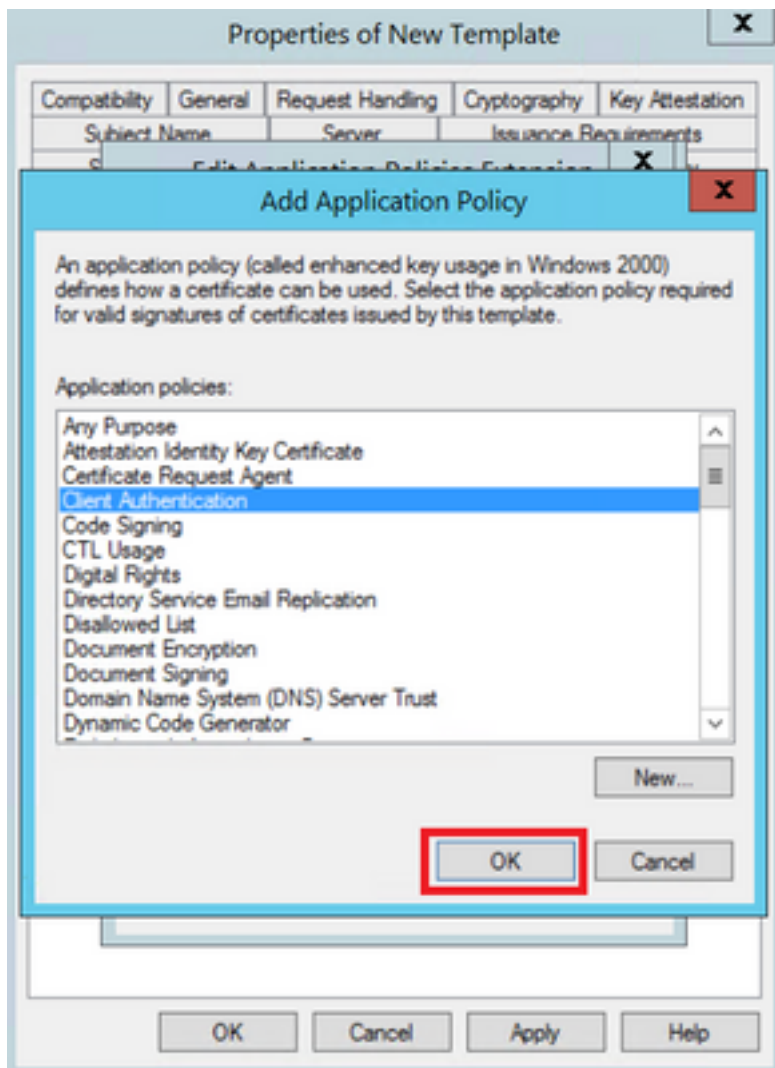 Properties of New Template
x
Compatibility General Request Handling Cryptography Key Attestation
Subject Name Server Issuance Requirements
Edit Application Policies Extension x
Add Application Policy x
An application policy (called enhanced key usage in Windows 2000)
defines how a certificate can be used. Select the application policy required
for valid signatures of certificates issued by this template.
Application policies:
Any Purpose
Attestation Identity Key Certificate
Certificate Request Agent
Client Authentication
Code Signing
CTL Usage
Digital Rights
Directory Service Email Replication
Disallowed List
Document Encryption
Document Signing
Domain Name System (DNS) Server Trust
Dynamic Code Generator
New...
OK Cancel
OK Cancel Apply Help